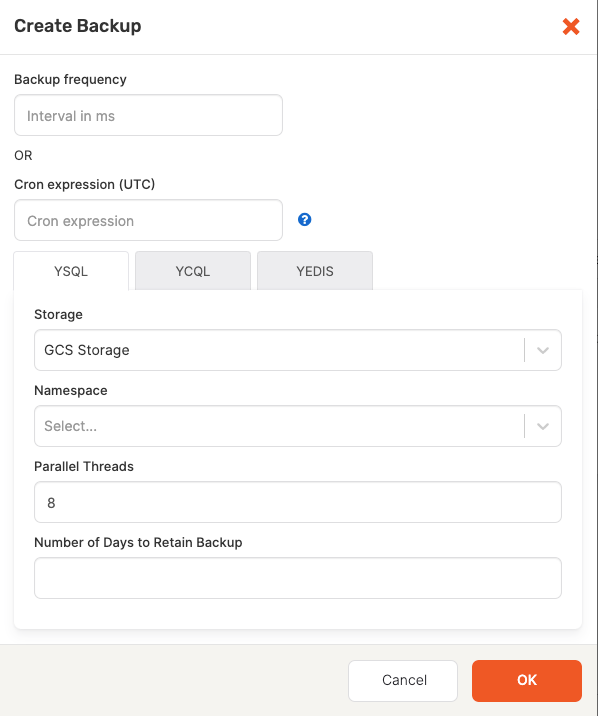 Create Backup
Backup frequency
Interval in ms
OR
Cron expression (UTC)
Cron expression
?
YSQL YCQL YEDIS
Storage
GCS Storage
Namespace
Select...
Parallel Threads
8
Number of Days to Retain Backup
Cancel OK